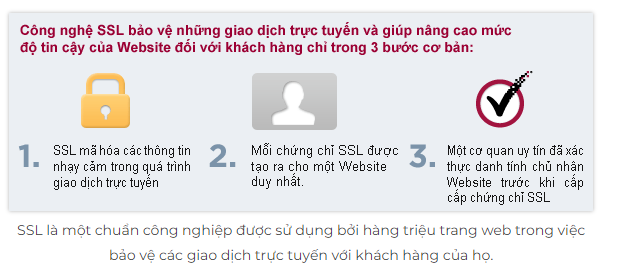 Công nghệ SSL bảo vệ những giao dịch trực tuyến và giúp nâng cao mức
độ tin cậy của Website đối với khách hàng chỉ trong 3 bước cơ bản:
1. SSL mã hóa các thông tin
nhạy cảm trong quá trình
giao dịch trực tuyến
2. Mỗi chứng chỉ SSL được
tạo ra cho một Website
duy nhất.
3. Một cơ quan uy tín đã xác
thực danh tính chủ nhân
Website trước khi cấp
cấp chứng chỉ SSL
SSL là một chuẩn công nghiệp được sử dụng bởi hàng triệu trang web trong việc
bảo vệ các giao dịch trực tuyến với khách hàng của họ.